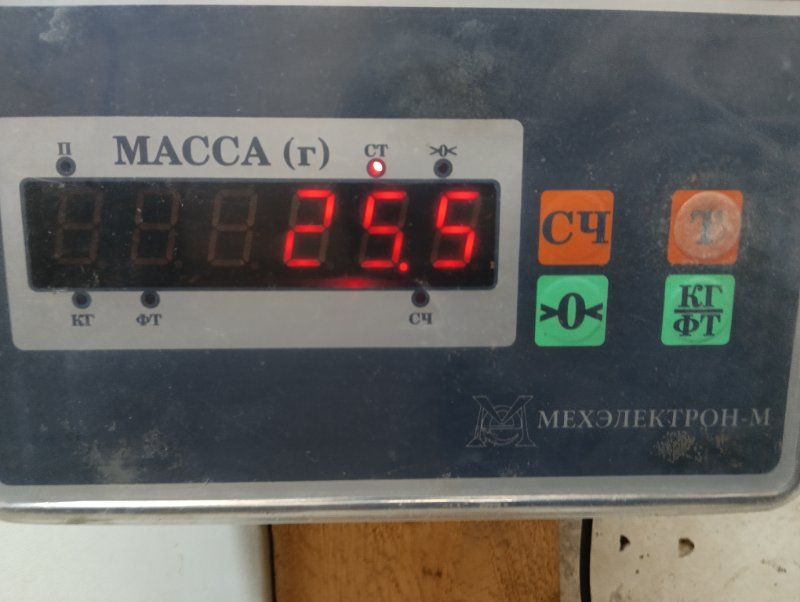 П МАССА (г) СТ >0<
25.5
КГ ФТ СЧ
СЧ Т
>0< КГ/ФТ
МЕХЭЛЕКТРОН-М